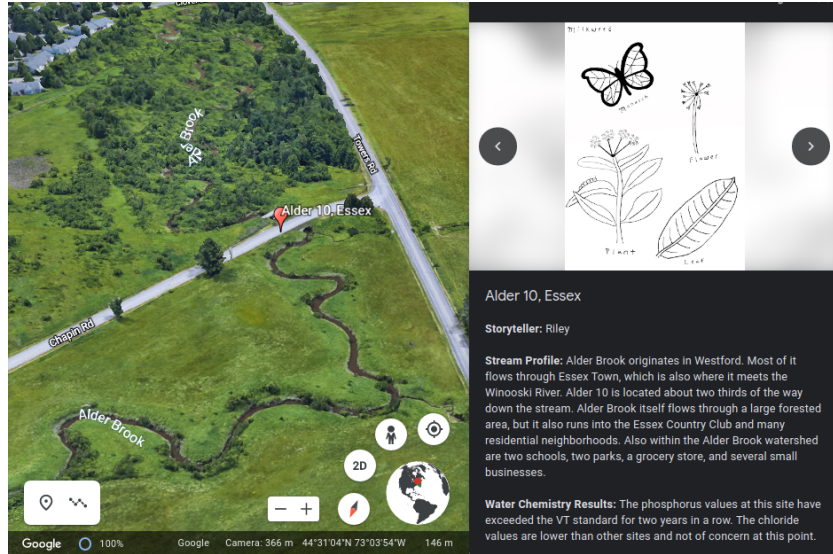 Alder Brook
Towers Rd
Alder 10, Essex
Chapin Rd
Alder Brook
2D
Google
100%
Google
Camera: 366 m
44°31'04"N 73°03'54"W
146 m
Milkweed
Monarch
Flower
Plant
Leaf
Alder 10, Essex
Storyteller: Riley
Stream Profile: Alder Brook originates in Westford. Most of it
flows through Essex Town, which is also where it meets the
Winooski River. Alder 10 is located about two thirds of the way
down the stream. Alder Brook itself flows through a large forested
area, but it also runs into the Essex Country Club and many
residential neighborhoods. Also within the Alder Brook watershed
are two schools, two parks, a grocery store, and several small
businesses.
Water Chemistry Results: The phosphorus values at this site have
exceeded the VT standard for two years in a row. The chloride
values are lower than other sites and not of concern at this point.